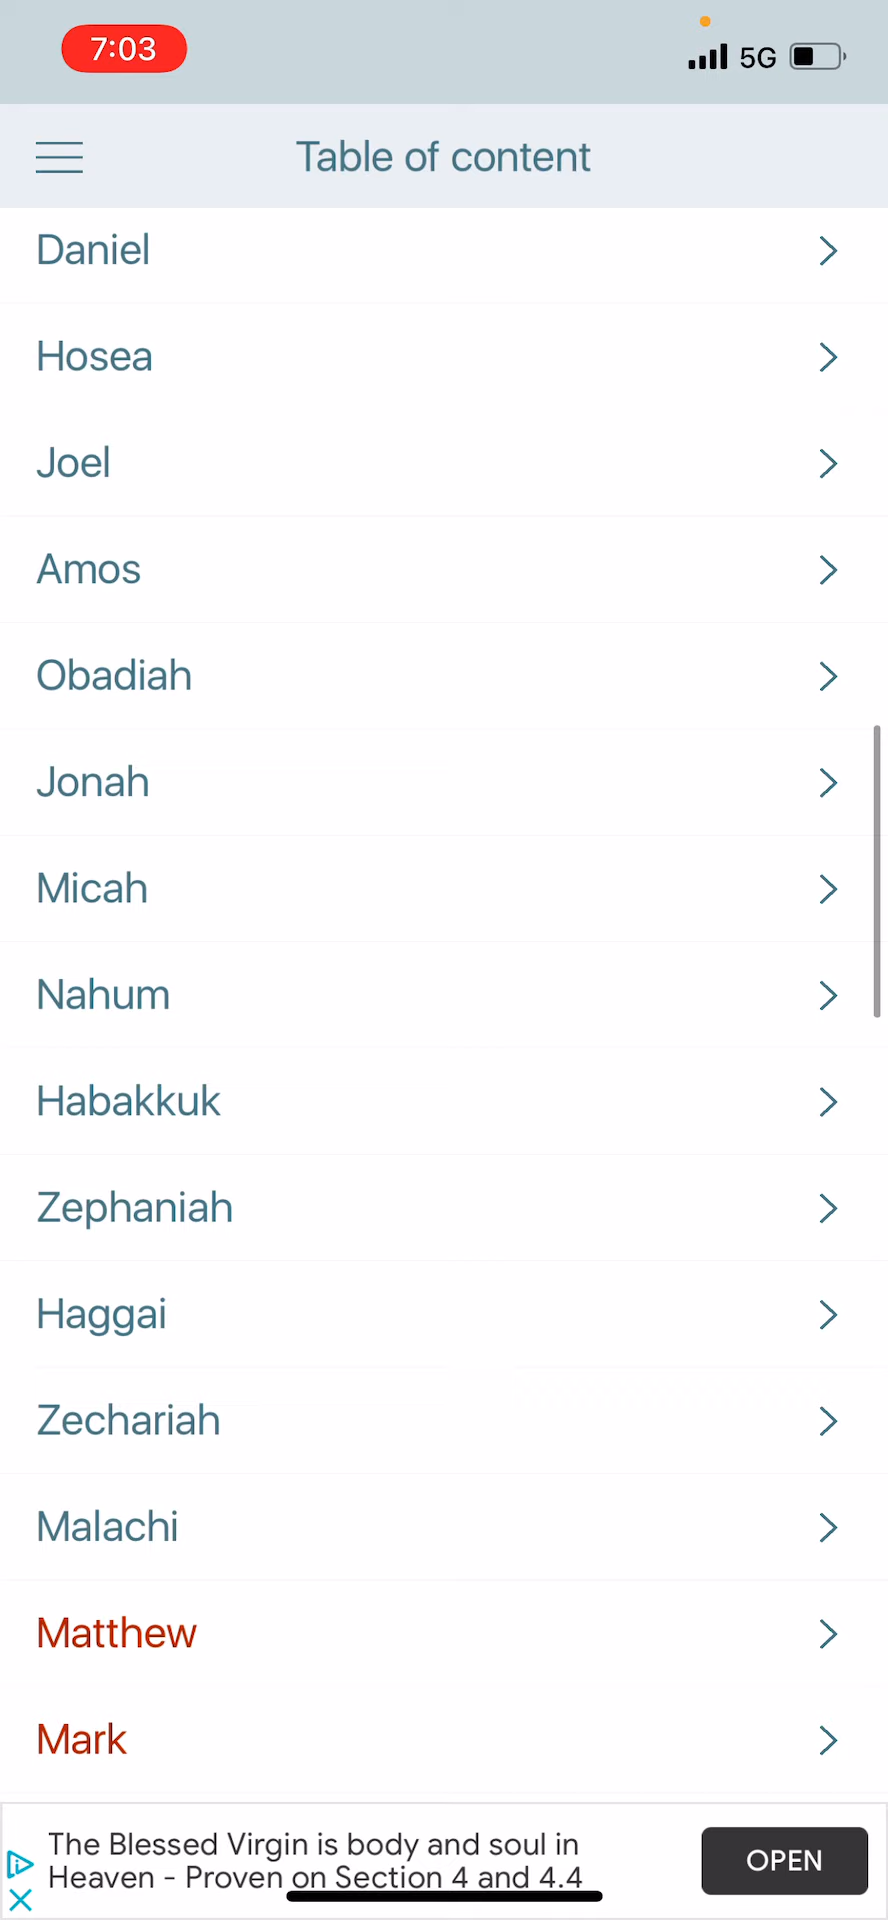 7:03
5G
Table of content
Daniel
Hosea
Joel
Amos
Obadiah
Jonah
Micah
Nahum
Habakkuk
Zephaniah
Haggai
Zechariah
Malachi
Matthew
Mark
The Blessed Virgin is body and soul in
Heaven - Proven on Section 4 and 4.4
OPEN